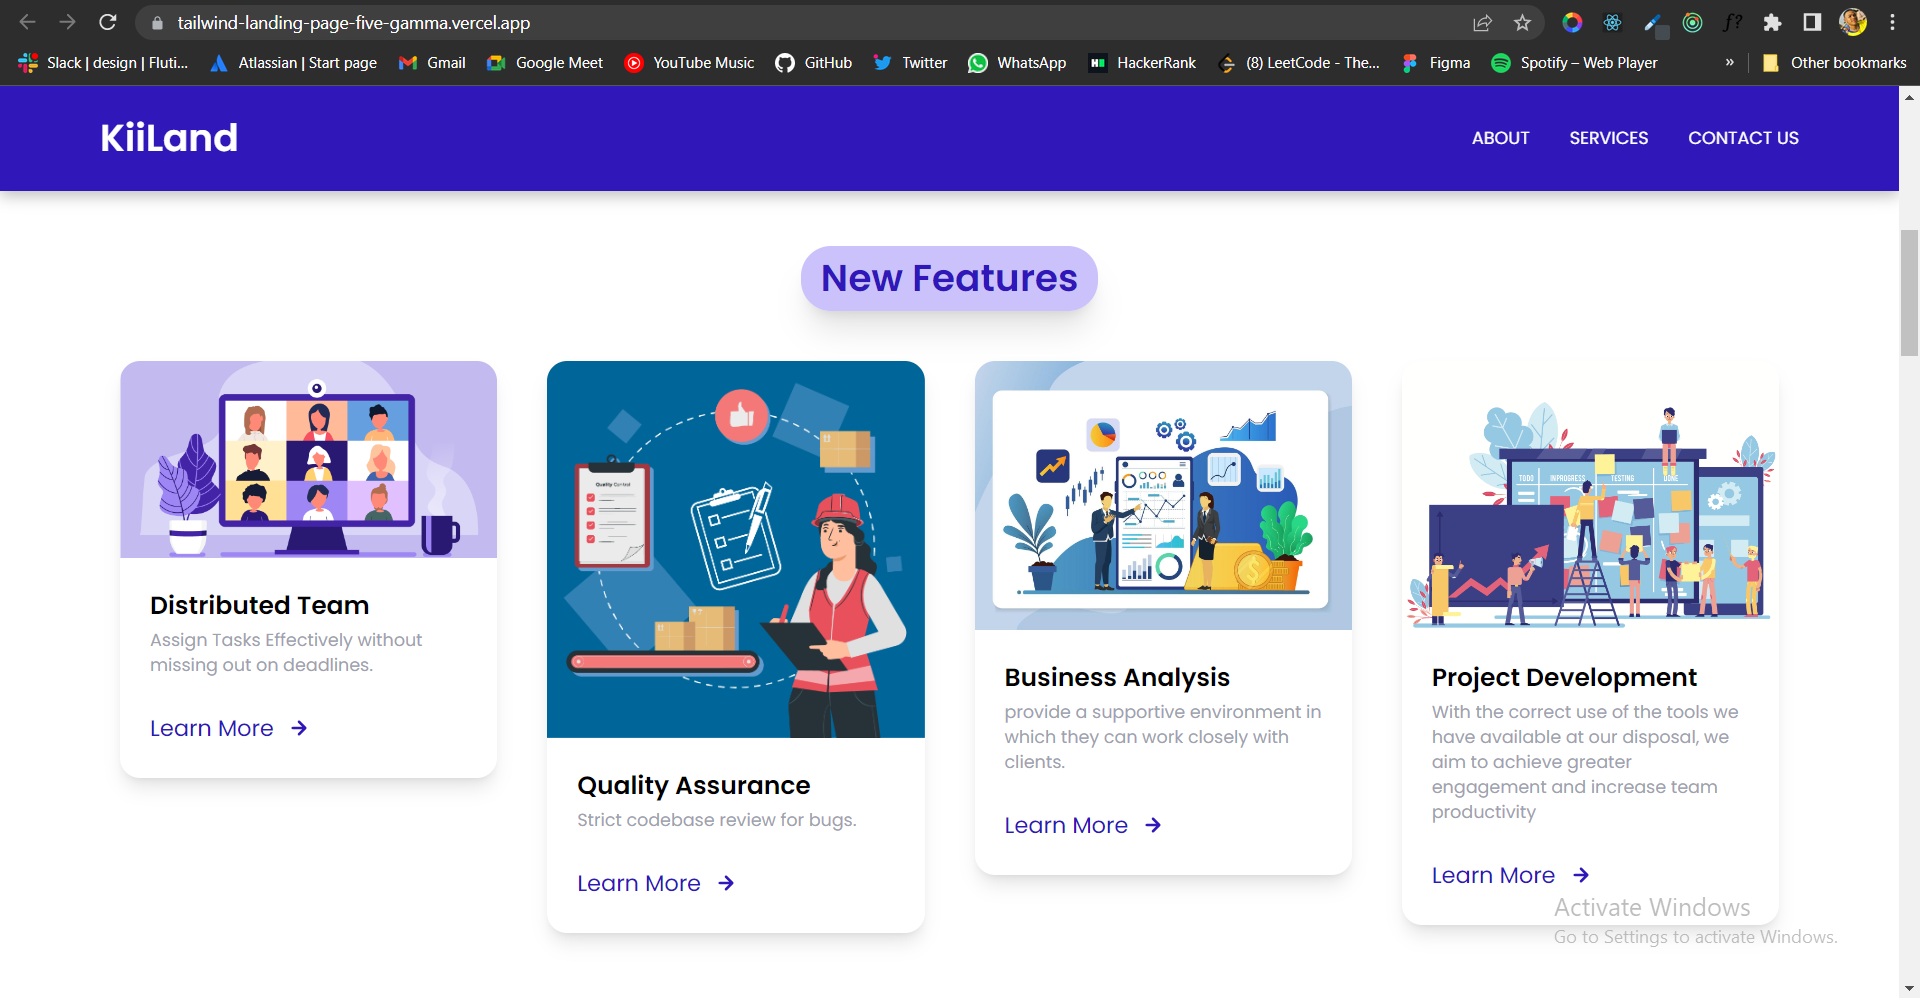 tailwind-landing-page-five-gamma.vercel.app
Slack | design | Fluti...
Atlassian | Start page
Gmail
Google Meet
YouTube Music
GitHub
Twitter
WhatsApp
HackerRank
(8) LeetCode - The...
Figma
Spotify – Web Player
»
Other bookmarks
KiiLand
ABOUT
SERVICES
CONTACT US
New Features
Distributed Team
Assign Tasks Effectively without
missing out on deadlines.
Learn More
Quality Control
Quality Assurance
Strict codebase review for bugs.
Learn More
Business Analysis
provide a supportive environment in
which they can work closely with
clients.
Learn More
TODO
INPROGRESS
TESTING
DONE
Project Development
With the correct use of the tools we
have available at our disposal, we
aim to achieve greater
engagement and increase team
productivity
Learn More
Activate Windows
Go to Settings to activate Windows.